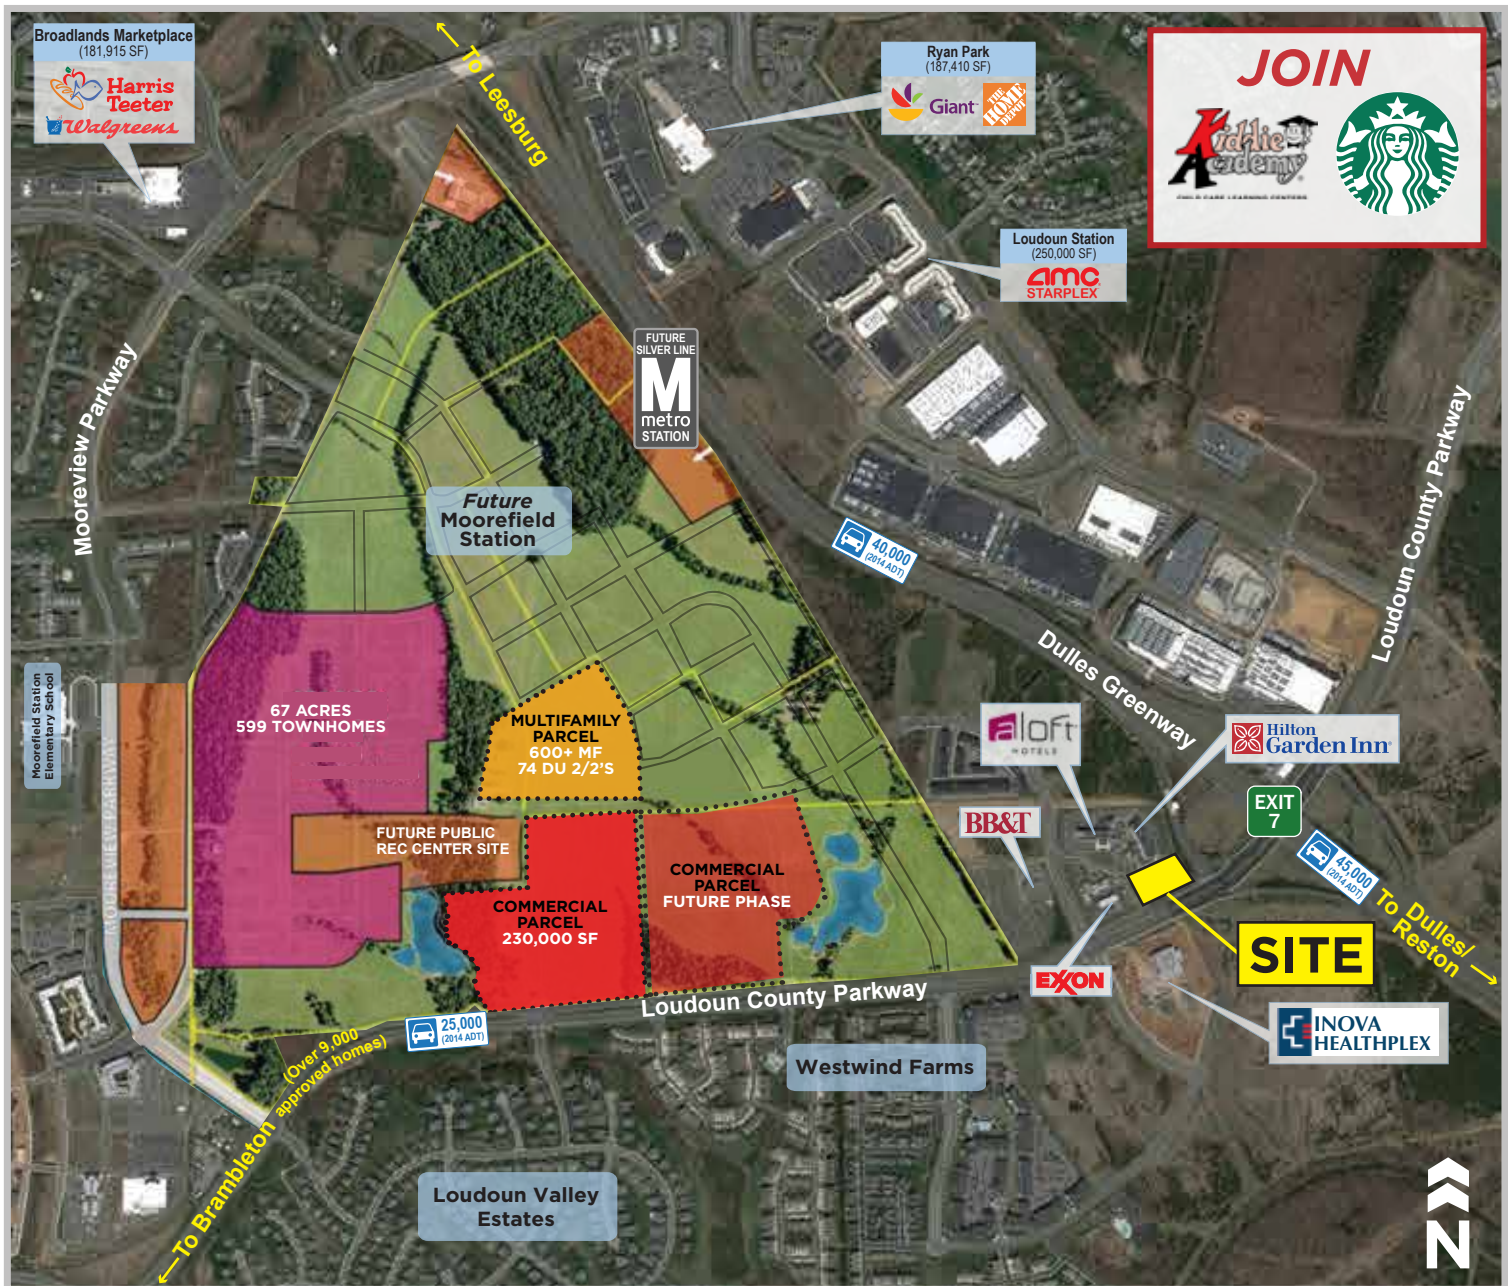 Broadlands Marketplace
(181,915 SF)
Harris
Teeter
Walgreens
To Leesburg
Ryan Park
(187,410 SF)
Giant
THE
HOME
DEPOT
JOIN
Kiddie
Academy
CHILD CARE LEARNING CENTERS
Loudoun Station
(250,000 SF)
amc
STARPLEX
FUTURE
SILVER LINE
M
metro
STATION
Mooreview Parkway
Loudoun County Parkway
Future
Moorefield
Station
40,000
(2014 ADT)
Dulles Greenway
Moorefield Station
Elementary School
MOOREVIEW PARKWAY
67 ACRES
599 TOWNHOMES
MULTIFAMILY
PARCEL
600+ MF
74 DU 2/2'S
aloft
HOTELS
Hilton
Garden Inn
BB&T
EXIT
7
FUTURE PUBLIC
REC CENTER SITE
45,000
(2014 ADT)
COMMERCIAL
PARCEL
FUTURE PHASE
COMMERCIAL
PARCEL
230,000 SF
To Dulles/
Reston
SITE
EXXON
Loudoun County Parkway
INOVA
HEALTHPLEX
25,000
(2014 ADT)
(Over 9,000
approved homes)
Westwind Farms
To Brambleton
Loudoun Valley
Estates
N